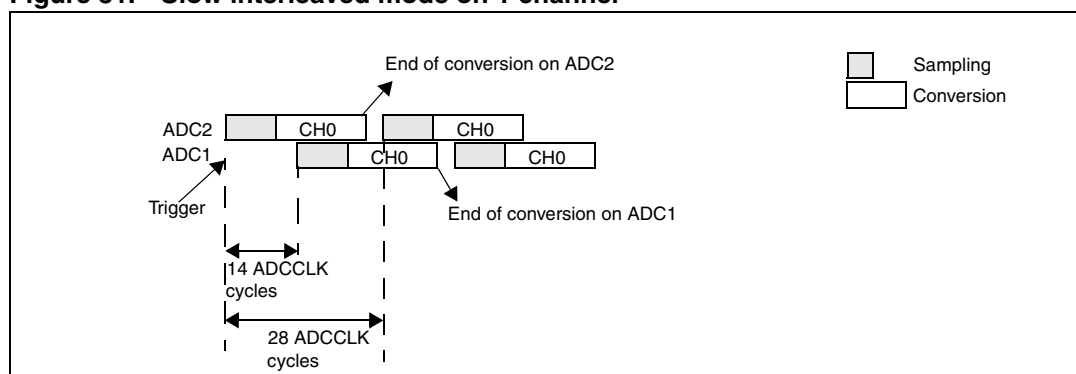 End of conversion on ADC2
Sampling
Conversion
ADC2
CH0
CH0
ADC1
CH0
CH0
Trigger
End of conversion on ADC1
14 ADCCLK
cycles
28 ADCCLK
cycles